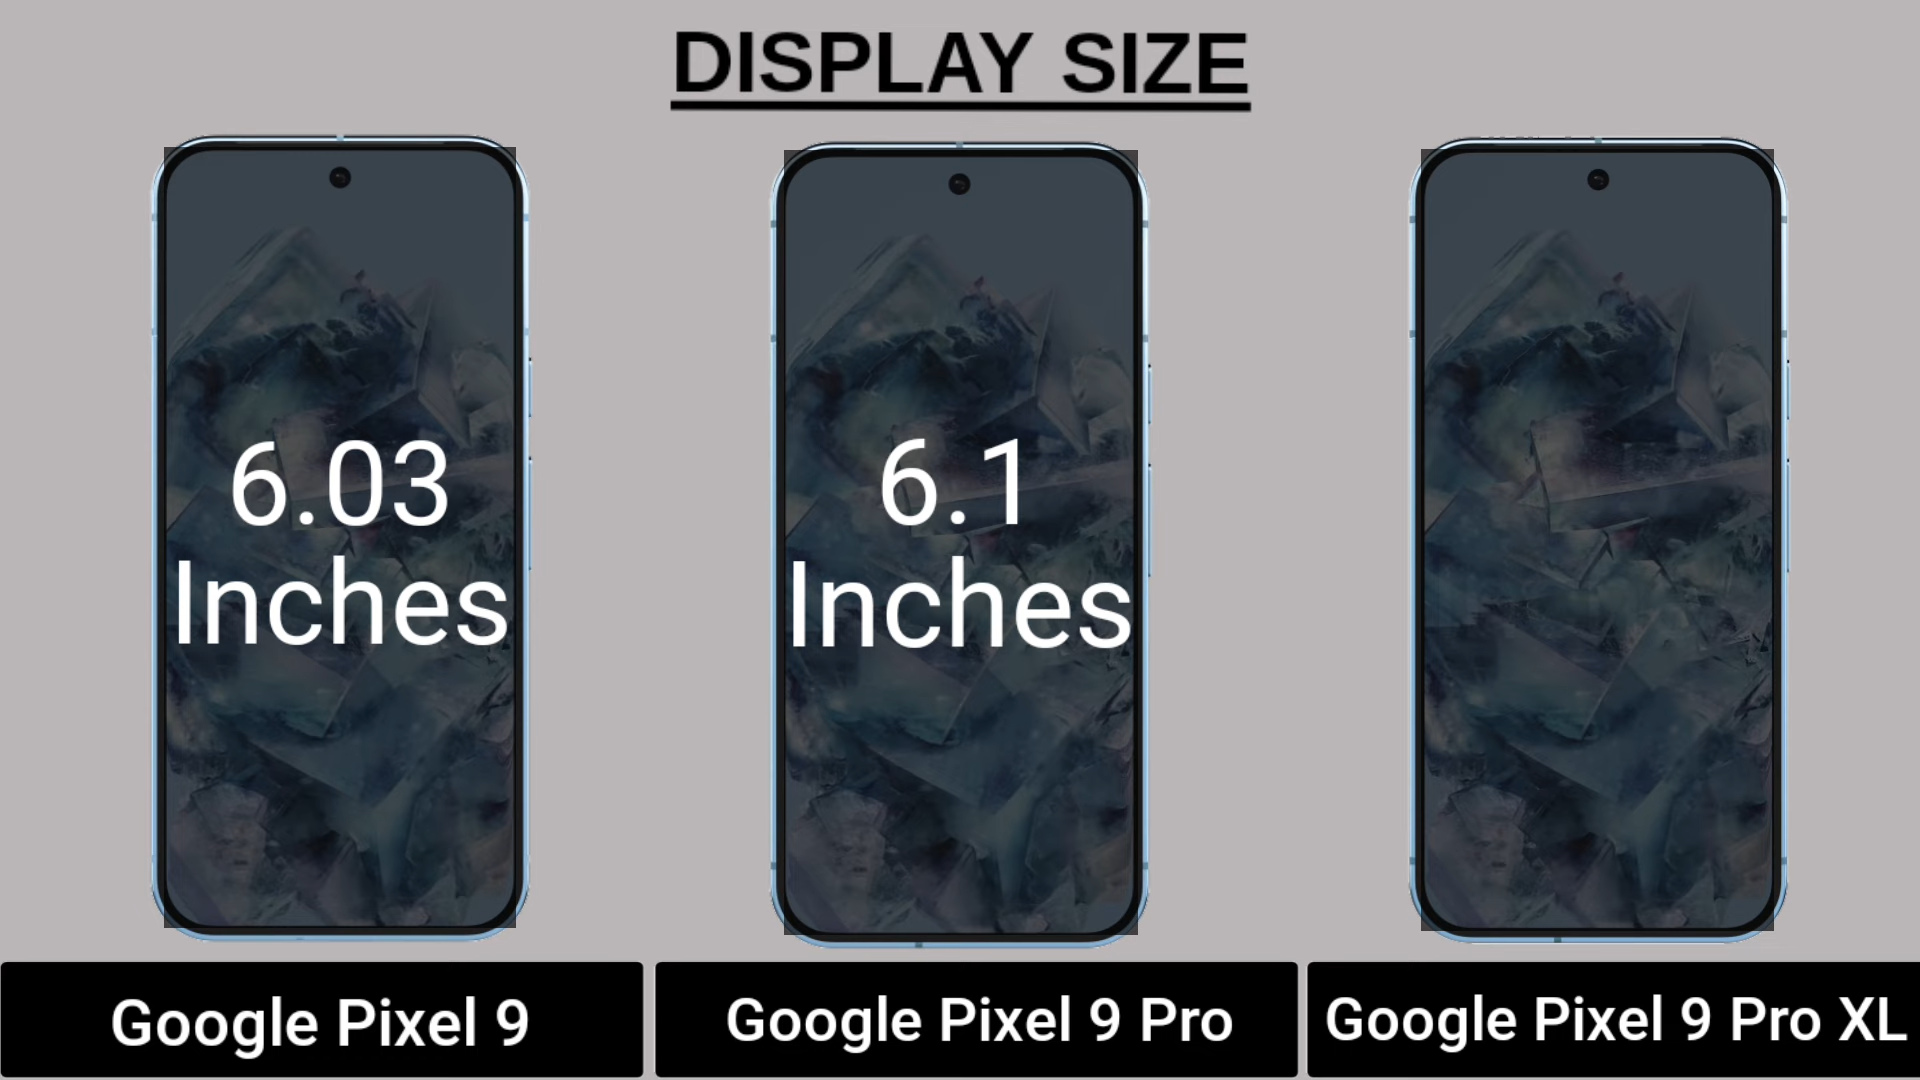 DISPLAY SIZE
6.03
Inches
6.1
Inches
Google Pixel 9
Google Pixel 9 Pro
Google Pixel 9 Pro XL